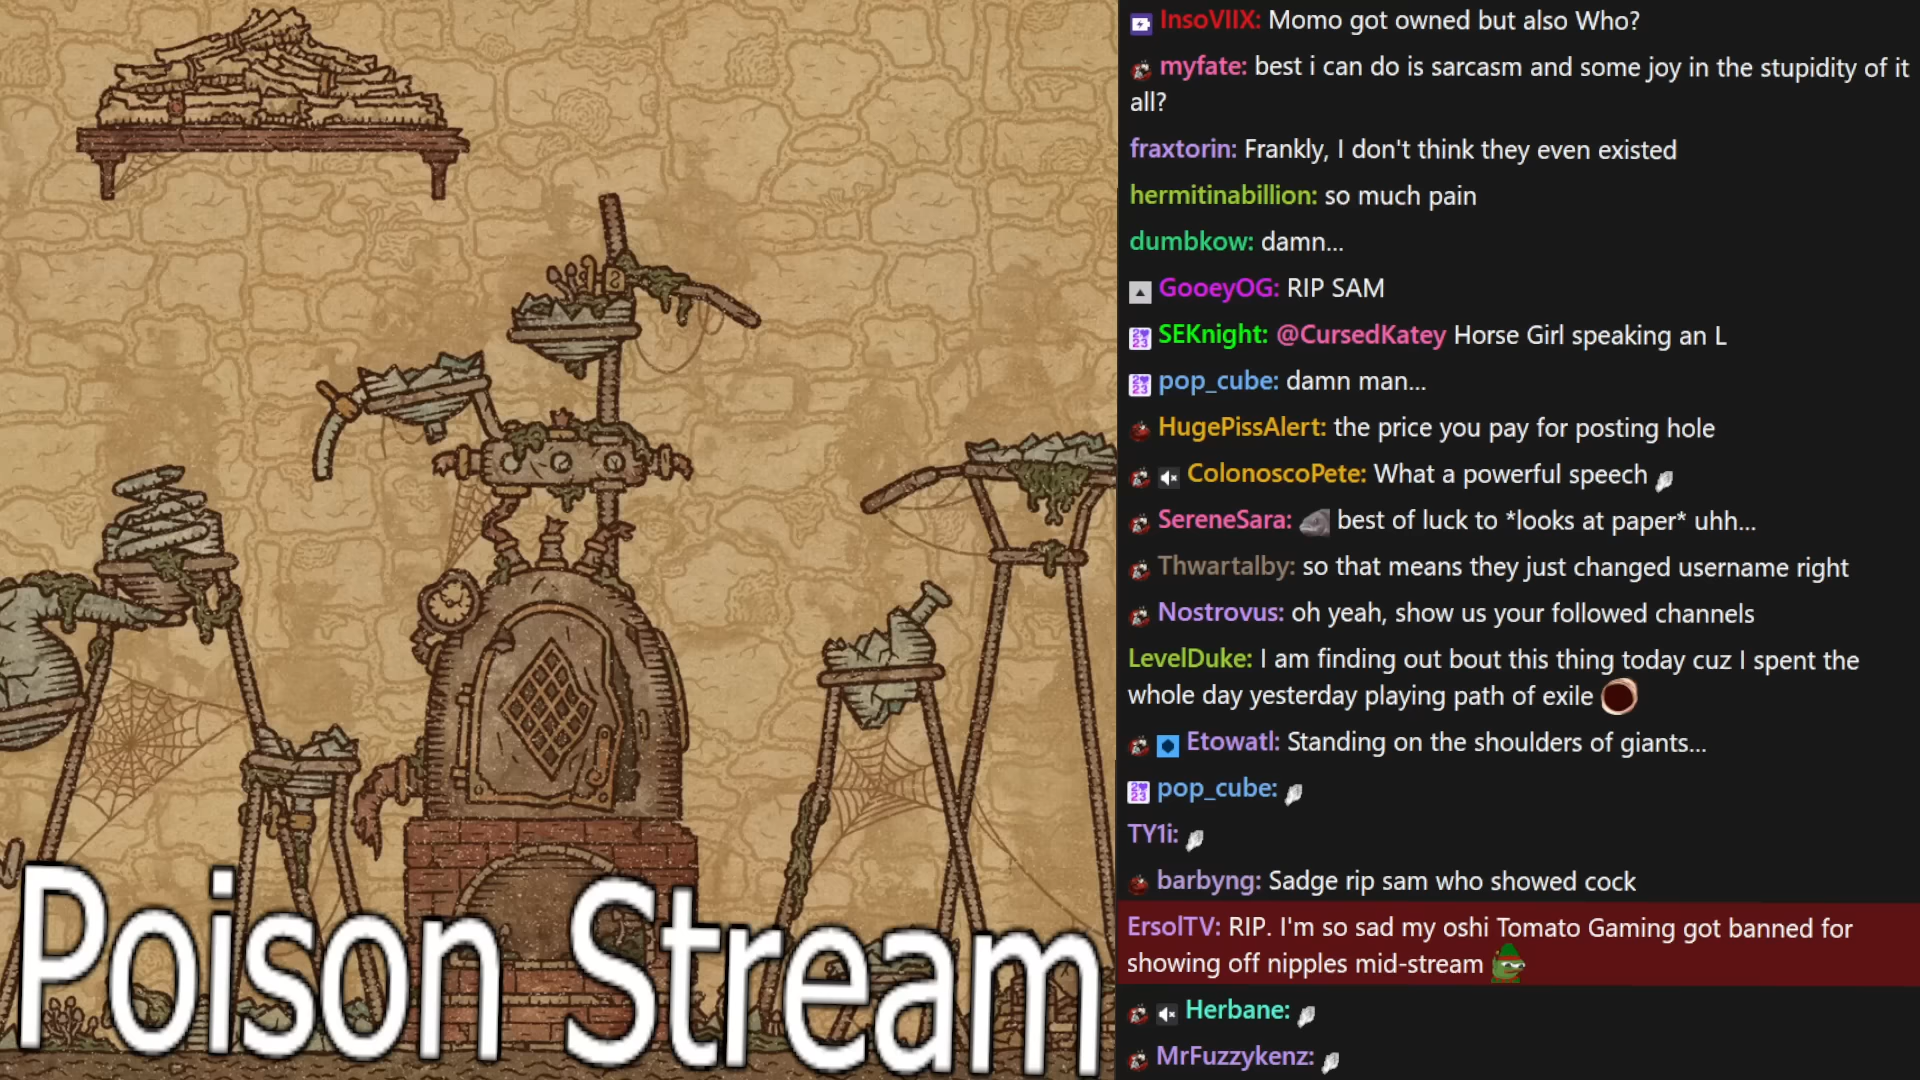 InsoVIIX: Momo got owned but also Who?
myfate: best i can do is sarcasm and some joy in the stupidity of it
all?
fraxtorin: Frankly, I don't think they even existed
hermitinabillion: so much pain
dumbkow: damn...
GooeyOG: RIP SAM
SEKnight: @CursedKatey Horse Girl speaking an L
pop_cube: damn man...
HugePissAlert: the price you pay for posting hole
ColonoscoPete: What a powerful speech
SereneSara: best of luck to *looks at paper* uhh...
Thwartalby: so that means they just changed username right
Nostrovus: oh yeah, show us your followed channels
LevelDuke: I am finding out bout this thing today cuz I spent the
whole day yesterday playing path of exile
Etowatl: Standing on the shoulders of giants...
pop_cube:
TY1i:
barbyng: Sadge rip sam who showed cock
ErsolTV: RIP. I'm so sad my oshi Tomato Gaming got banned for
showing off nipples mid-stream
Herbane:
MrFuzzykenz:
Poison Stream